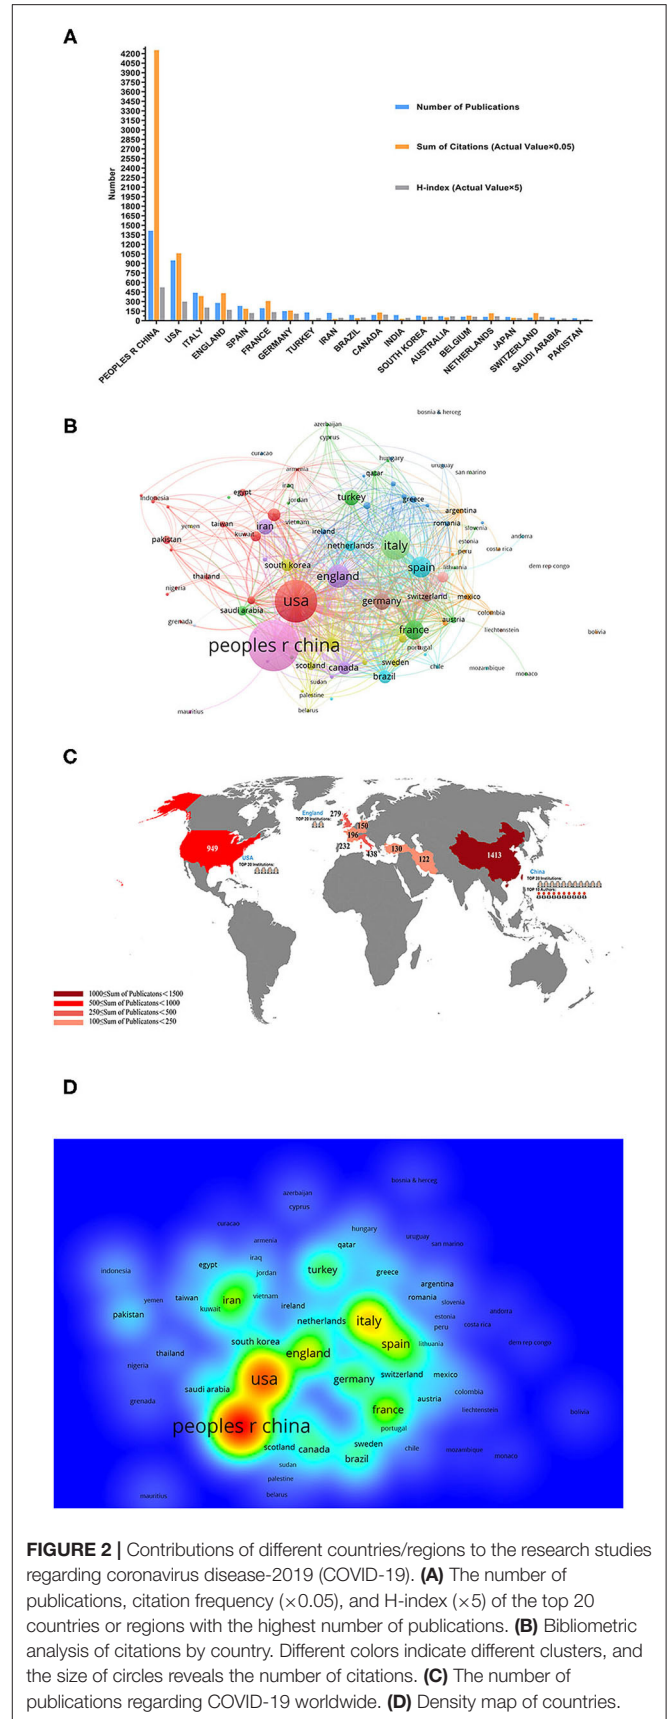 A
4200
4050
3900
3750
3600
3450
3300
3150
3000
2850
2700
2550
2400
2250
2100
1950
1800
1650
1500
1350
1200
1050
900
750
600
450
300
150
0
Number
Number of Publications
Sum of Citations (Actual Value×0.05)
H-index (Actual Value×5)
PEOPLES R CHINA
USA
ITALY
ENGLAND
SPAIN
FRANCE
GERMANY
TURKEY
IRAN
BRAZIL
CANADA
INDIA
SOUTH KOREA
AUSTRALIA
BELGIUM
NETHERLANDS
JAPAN
SWITZERLAND
SAUDI ARABIA
PAKISTAN
B
bosnia & herceg
azerbaijan
cyprus
curacao
hungary
uruguay
san marino
armenia
qatar
iraq
egypt
indonesia
jordan
turkey
greece
argentina
yemen
taiwan
iran
vietnam
romania
slovenia
kuwait
ireland
andorra
pakistan
netherlands
italy
estonia
peru
costa rica
south korea
spain
lithuania
dem rep congo
thailand
england
nigeria
usa
germany
switzerland
mexico
saudi arabia
colombia
grenada
austria
france
liechtenstein
bolivia
peoples r china
portugal
scotland
canada
sweden
chile
mozambique
monaco
sudan
brazil
palestine
mauritius
belarus
C
England
TOP 20 Institutions:
279
150
196
232
438
130
122
949
USA
TOP 20 Institutions:
1413
China
TOP 20 Institutions:
TOP 10 Authors:
1000≤Sum of Publicatons<1500
500≤Sum of Publicatons<1000
250≤Sum of Publicatons<500
100≤Sum of Publicatons<250
D
bosnia & herceg
azerbaijan
cyprus
curacao
hungary
uruguay
san marino
armenia
qatar
iraq
egypt
indonesia
jordan
turkey
greece
argentina
yemen
taiwan
iran
vietnam
romania
slovenia
kuwait
ireland
andorra
pakistan
netherlands
italy
estonia
peru
costa rica
south korea
spain
lithuania
dem rep congo
thailand
england
nigeria
usa
germany
switzerland
mexico
saudi arabia
colombia
grenada
austria
france
liechtenstein
bolivia
peoples r china
portugal
scotland
canada
sweden
chile
mozambique
monaco
sudan
brazil
palestine
mauritius
belarus
FIGURE 2 | Contributions of different countries/regions to the research studies
regarding coronavirus disease-2019 (COVID-19). (A) The number of
publications, citation frequency (×0.05), and H-index (×5) of the top 20
countries or regions with the highest number of publications. (B) Bibliometric
analysis of citations by country. Different colors indicate different clusters, and
the size of circles reveals the number of citations. (C) The number of
publications regarding COVID-19 worldwide. (D) Density map of countries.